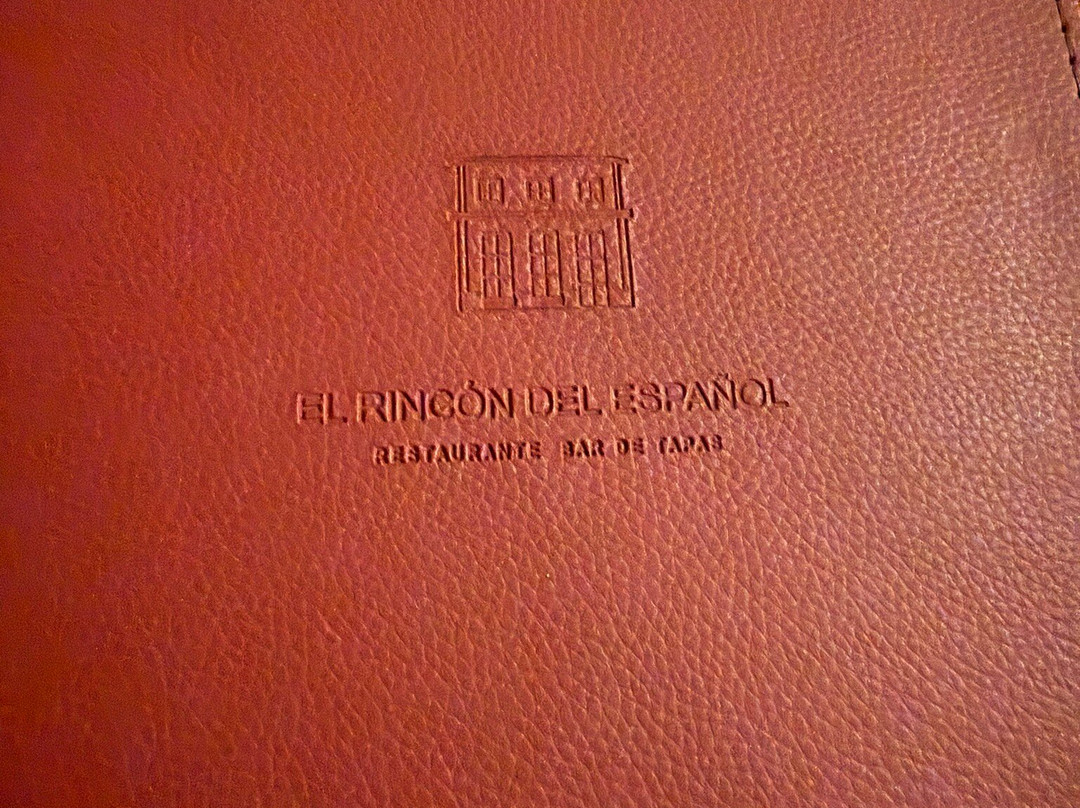 EL RINCÓN DEL ESPAÑOL
RESTAURANTE BAR DE TAPAS